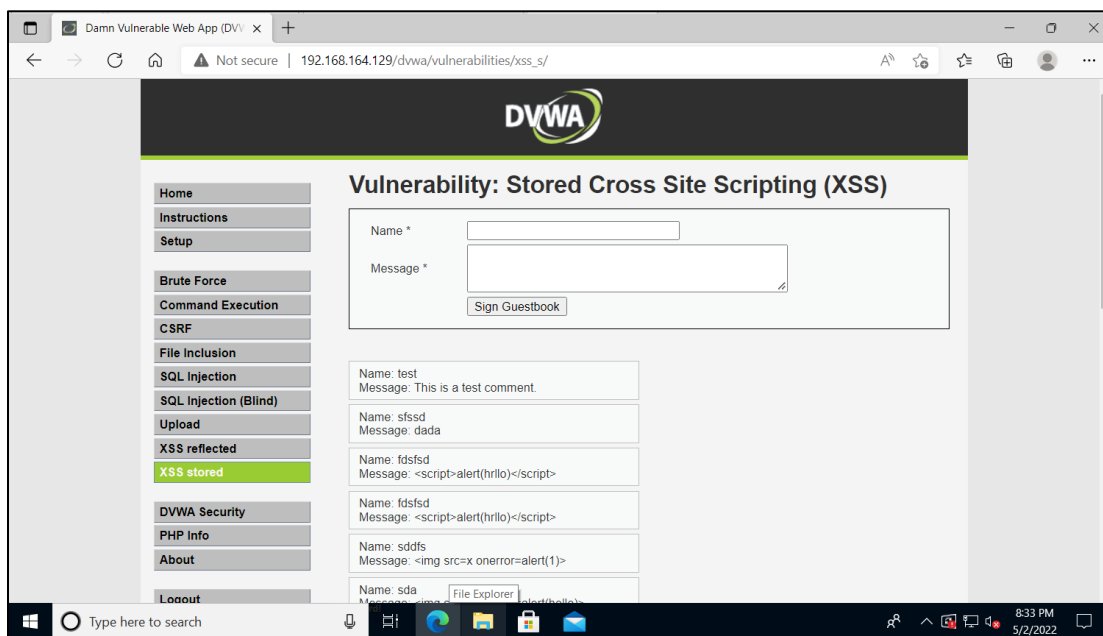 Damn Vulnerable Web App (DVV
Not secure | 192.168.164.129/dvwa/vulnerabilities/xss_s/
DVWA
Home
Instructions
Setup
Brute Force
Command Execution
CSRF
File Inclusion
SQL Injection
SQL Injection (Blind)
Upload
XSS reflected
XSS stored
DVWA Security
PHP Info
About
Logout
Vulnerability: Stored Cross Site Scripting (XSS)
Name *
Message *
Sign Guestbook
Name: test
Message: This is a test comment.
Name: sfssd
Message: dada
Name: fdsfsd
Message: <script>alert(hrllo)</script>
Name: fdsfsd
Message: <script>alert(hrllo)</script>
Name: sddfs
Message: <img src=x onerror=alert(1)>
Name: sda
File Explorer
Type here to search
8:33 PM
5/2/2022